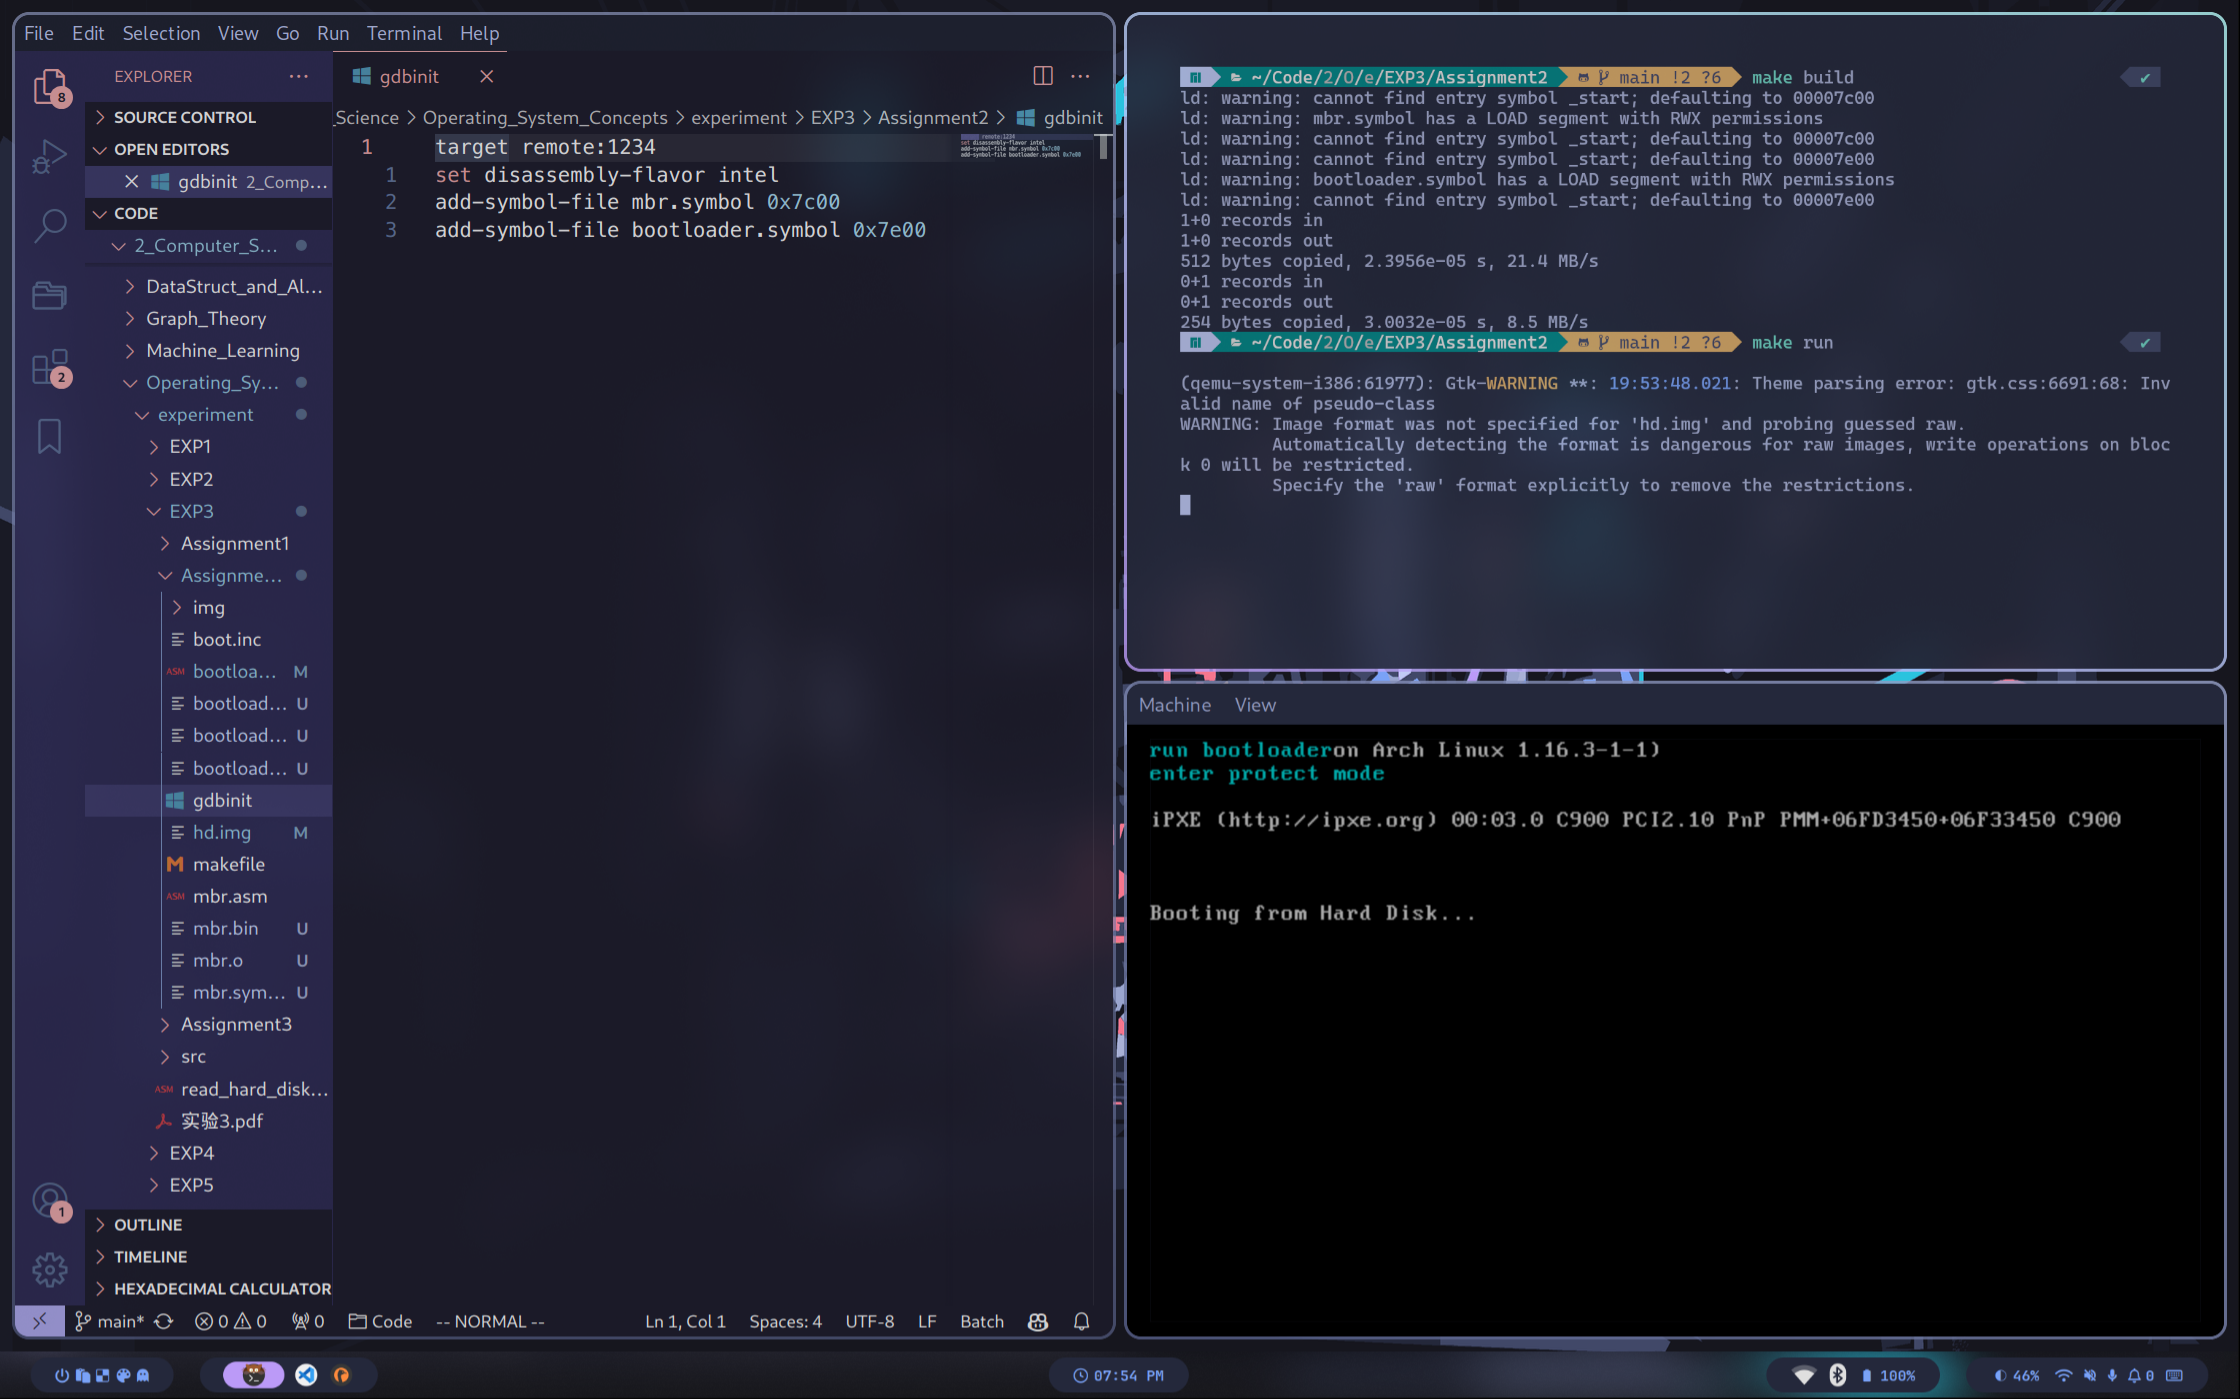 File Edit Selection View Go Run Terminal Help
EXPLORER
8
SOURCE CONTROL
OPEN EDITORS
gdbinit 2_Comp...
CODE
2_Computer_S...
DataStruct_and_Al...
Graph_Theory
Machine_Learning
2
Operating_Sy...
experiment
EXP1
EXP2
EXP3
Assignment1
Assignme...
img
boot.inc
ASM bootloa... M
bootload... U
bootload... U
bootload... U
gdbinit
hd.img M
makefile
ASM mbr.asm
mbr.bin U
mbr.o U
mbr.sym... U
Assignment3
src
ASM read_hard_disk...
实验3.pdf
EXP4
EXP5
1
OUTLINE
TIMELINE
HEXADECIMAL CALCULATOR
gdbinit
_Science > Operating_System_Concepts > experiment > EXP3 > Assignment2 > gdbinit
1 target remote:1234
1 set disassembly-flavor intel
2 add-symbol-file mbr.symbol 0x7c00
3 add-symbol-file bootloader.symbol 0x7e00
main* 0 0 0 Code -- NORMAL -- Ln 1, Col 1 Spaces: 4 UTF-8 LF Batch
~/Code/2/O/e/EXP3/Assignment2 main !2 ?6 make build
ld: warning: cannot find entry symbol _start; defaulting to 00007c00
ld: warning: mbr.symbol has a LOAD segment with RWX permissions
ld: warning: cannot find entry symbol _start; defaulting to 00007c00
ld: warning: cannot find entry symbol _start; defaulting to 00007e00
ld: warning: bootloader.symbol has a LOAD segment with RWX permissions
ld: warning: cannot find entry symbol _start; defaulting to 00007e00
1+0 records in
1+0 records out
512 bytes copied, 2.3956e-05 s, 21.4 MB/s
0+1 records in
0+1 records out
254 bytes copied, 3.0032e-05 s, 8.5 MB/s
~/Code/2/O/e/EXP3/Assignment2 main !2 ?6 make run
(qemu-system-i386:61977): Gtk-WARNING **: 19:53:48.021: Theme parsing error: gtk.css:6691:68: Inv
alid name of pseudo-class
WARNING: Image format was not specified for 'hd.img' and probing guessed raw.
Automatically detecting the format is dangerous for raw images, write operations on bloc
k 0 will be restricted.
Specify the 'raw' format explicitly to remove the restrictions.
Machine View
run bootloaderon Arch Linux 1.16.3-1-1)
enter protect mode
iPXE (http://ipxe.org) 00:03.0 C900 PCI2.10 PnP PMM+06FD3450+06F33450 C900
Booting from Hard Disk...
07:54 PM
100%
46%
0